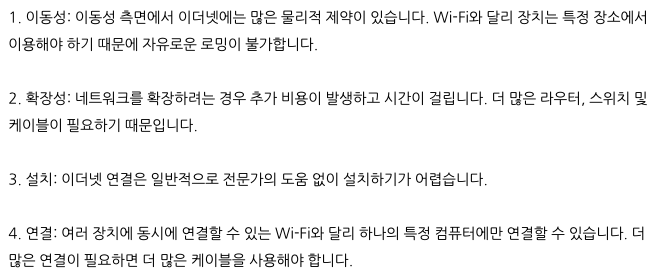 1. 이동성: 이동성 측면에서 이더넷에는 많은 물리적 제약이 있습니다. Wi-Fi와 달리 장치는 특정 장소에서
이용해야 하기 때문에 자유로운 로밍이 불가합니다.
2. 확장성: 네트워크를 확장하려는 경우 추가 비용이 발생하고 시간이 걸립니다. 더 많은 라우터, 스위치 및
케이블이 필요하기 때문입니다.
3. 설치: 이더넷 연결은 일반적으로 전문가의 도움 없이 설치하기가 어렵습니다.
4. 연결: 여러 장치에 동시에 연결할 수 있는 Wi-Fi와 달리 하나의 특정 컴퓨터에만 연결할 수 있습니다. 더
많은 연결이 필요하면 더 많은 케이블을 사용해야 합니다.